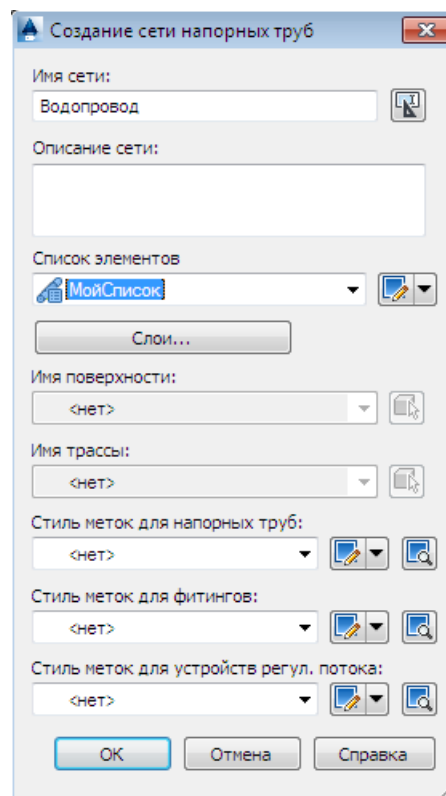 Создание сети напорных труб
Имя сети:
Водопровод
Описание сети:
Список элементов
МойСписок
Слои...
Имя поверхности:
<нет>
Имя трассы:
<нет>
Стиль меток для напорных труб:
<нет>
Стиль меток для фитингов:
<нет>
Стиль меток для устройств регул. потока:
<нет>
ОК Отмена Справка